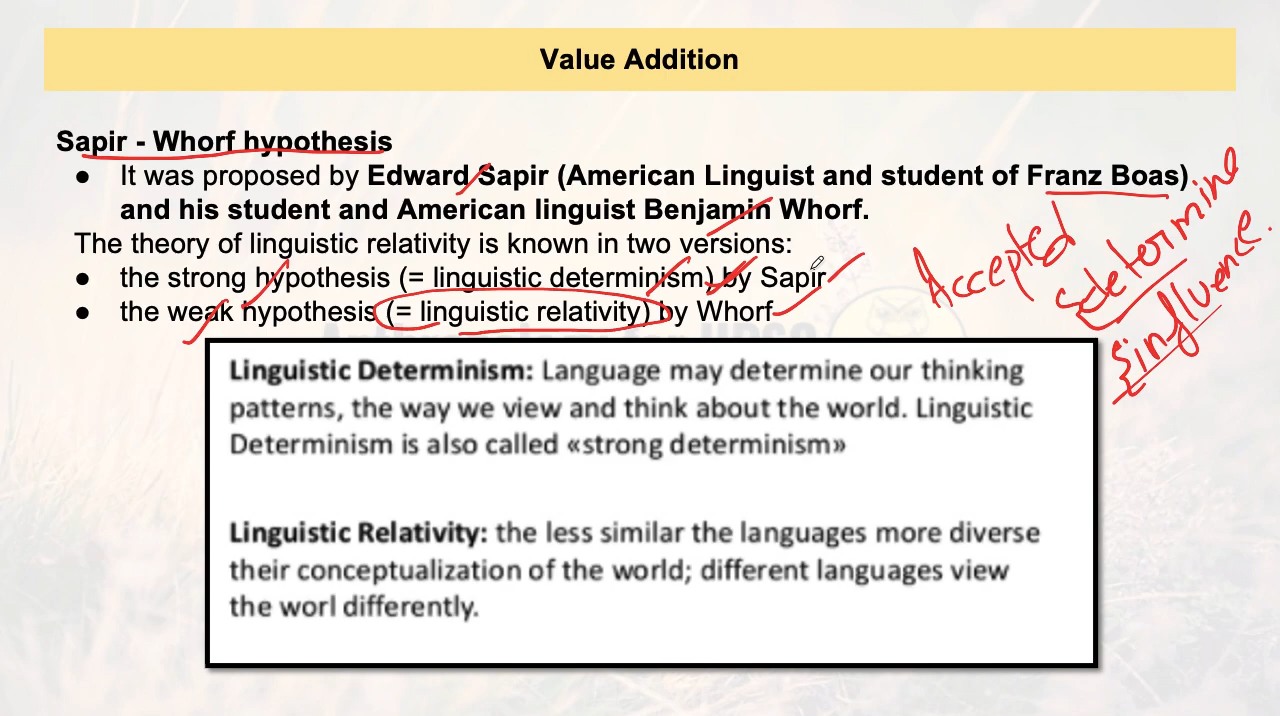 Value Addition
Sapir - Whorf hypothesis
● It was proposed by Edward Sapir (American Linguist and student of Franz Boas)
and his student and American linguist Benjamin Whorf.
The theory of linguistic relativity is known in two versions:
● the strong hypothesis (= linguistic determinism) by Sapir
● the weak hypothesis (= linguistic relativity) by Whorf
Accepted
determine
influence.
Linguistic Determinism: Language may determine our thinking
patterns, the way we view and think about the world. Linguistic
Determinism is also called «strong determinism»
Linguistic Relativity: the less similar the languages more diverse
their conceptualization of the world; different languages view
the worl differently.